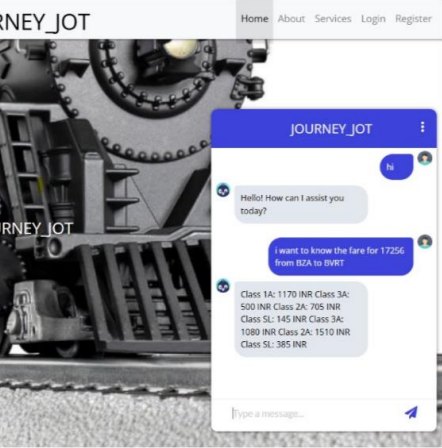 RNEY_JOT
Home About Services Login Register
JOURNEY_JOT
hi
Hello! How can I assist you
today?
i want to know the fare for 17256
from BZA to BVRT
URNEY_JOT
Class 1A: 1170 INR Class 3A:
500 INR Class 2A: 705 INR
Class SL: 145 INR Class 3A:
1080 INR Class 2A: 1510 INR
Class SL: 385 INR
Type a message...